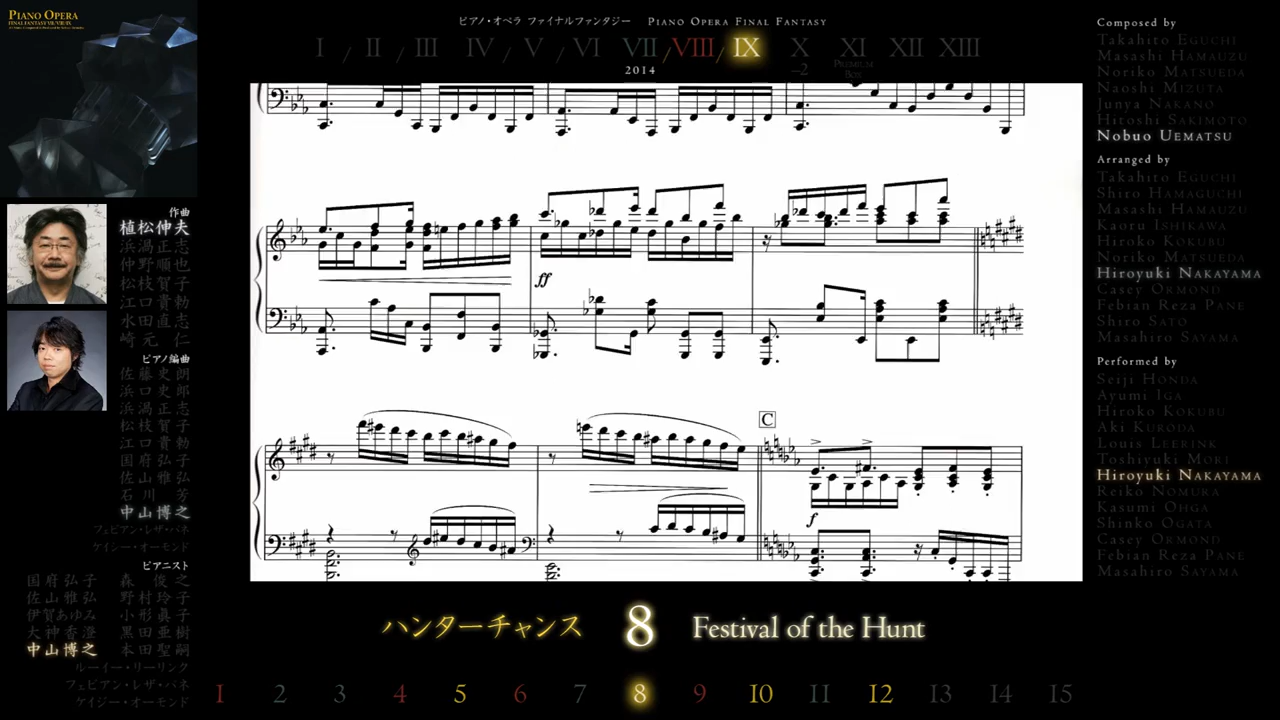 PIANO OPERA
FINAL FANTASY VII/VIII/IX
ピアノ・オペラ ファイナルファンタジー PIANO OPERA FINAL FANTASY
I / II / III IV / V / VI VII / VIII / IX X XI XII XIII
-2 PREMIUM
BOX
2014
作曲
植松伸夫
浜渦正志
仲野順也
松枝賀子
江口貴勅
水田直志
崎元仁
ピアノ編曲
佐藤史朗
浜口史郎
浜渦正志
松枝賀子
江口貴勅
国府弘子
佐山雅弘
石川芳
中山博之
フェビアン・レザ・パネ
ケイシー・オーモンド
ピアニスト
国府弘子 森俊之
佐山雅弘 野村玲子
伊賀あゆみ 小形眞子
大神香澄 黒田亜樹
中山博之 本田聖嗣
ルーイー・リーリンク
フェビアン・レザ・パネ
ケイジー・オーモンド
ff
C
f
Composed by
Takahito EGUCHI
Masashi HAMAUZU
Noriko MATSUEDA
Naoshi MIZUTA
Junya NAKANO
Hitoshi SAKIMOTO
Nobuo UEMATSU
Arranged by
Takahito EGUCHI
Shiro HAMAGUCHI
Masashi HAMAUZU
Kaori ISHIKAWA
Hiroko KOKUBU
Noriko MATSUEDA
Hiroyuki NAKAYAMA
Casey ORMOND
Febian Reza PANE
Shiro SATO
Masahiro SAYAMA
Performed by
Seiji HONDA
Ayumi IGA
Hiroko KOKUBU
Aki KURODA
Louis LEERINK
Toshiyuki MORI
Hiroyuki NAKAYAMA
Reiko NOMURA
Kasumi OHGA
Shinko OGATA
Casey ORMOND
Febian Reza PANE
Masahiro SAYAMA
ハンターチャンス 8 Festival of the Hunt
1 2 3 4 5 6 7 8 9 10 11 12 13 14 15